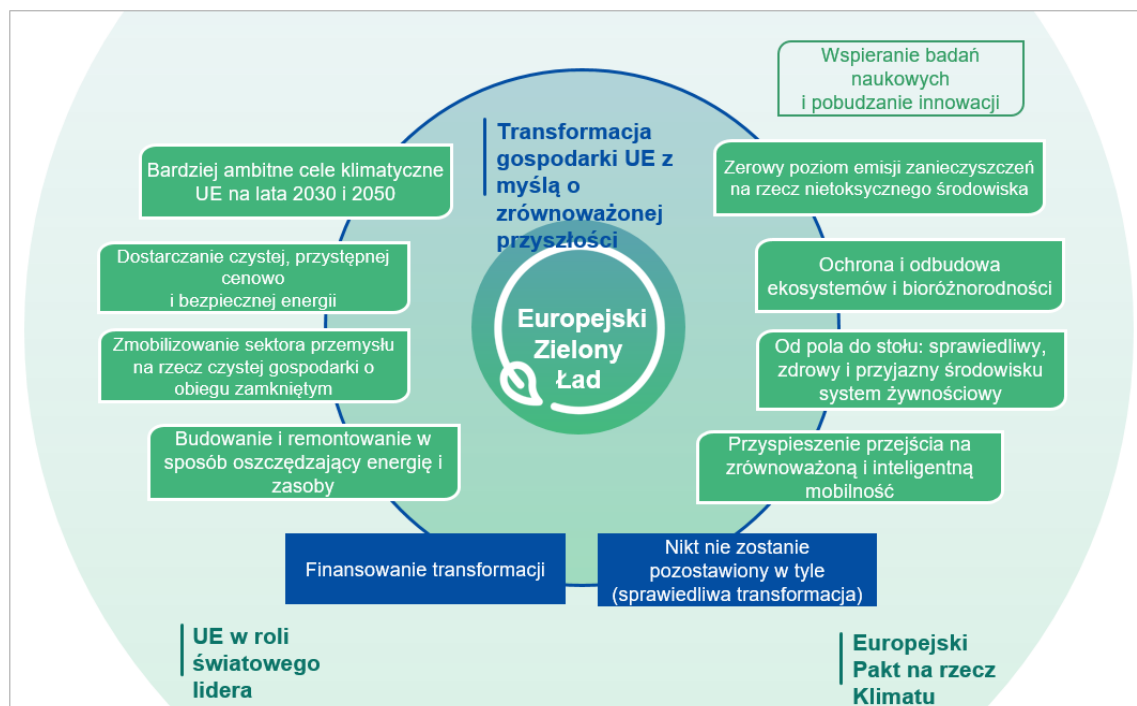 Wspieranie badań
naukowych
i pobudzanie innowacji
Transformacja
gospodarki UE z
myślą o
zrównoważonej
przyszłości
Bardziej ambitne cele klimatyczne
UE na lata 2030 i 2050
Zerowy poziom emisji zanieczyszczeń
na rzecz nietoksycznego środowiska
Dostarczanie czystej, przystępnej
cenowo
i bezpiecznej energii
Ochrona i odbudowa
ekosystemów i bioróżnorodności
Europejski
Zielony
Ład
Zmobilizowanie sektora przemysłu
na rzecz czystej gospodarki o
obiegu zamkniętym
Od pola do stołu: sprawiedliwy,
zdrowy i przyjazny środowisku
system żywnościowy
Budowanie i remontowanie w
sposób oszczędzający energię i
zasoby
Przyspieszenie przejścia na
zrównoważoną i inteligentną
mobilność
Finansowanie transformacji
Nikt nie zostanie
pozostawiony w tyle
(sprawiedliwa transformacja)
UE w roli
światowego
lidera
Europejski
Pakt na rzecz
Klimatu